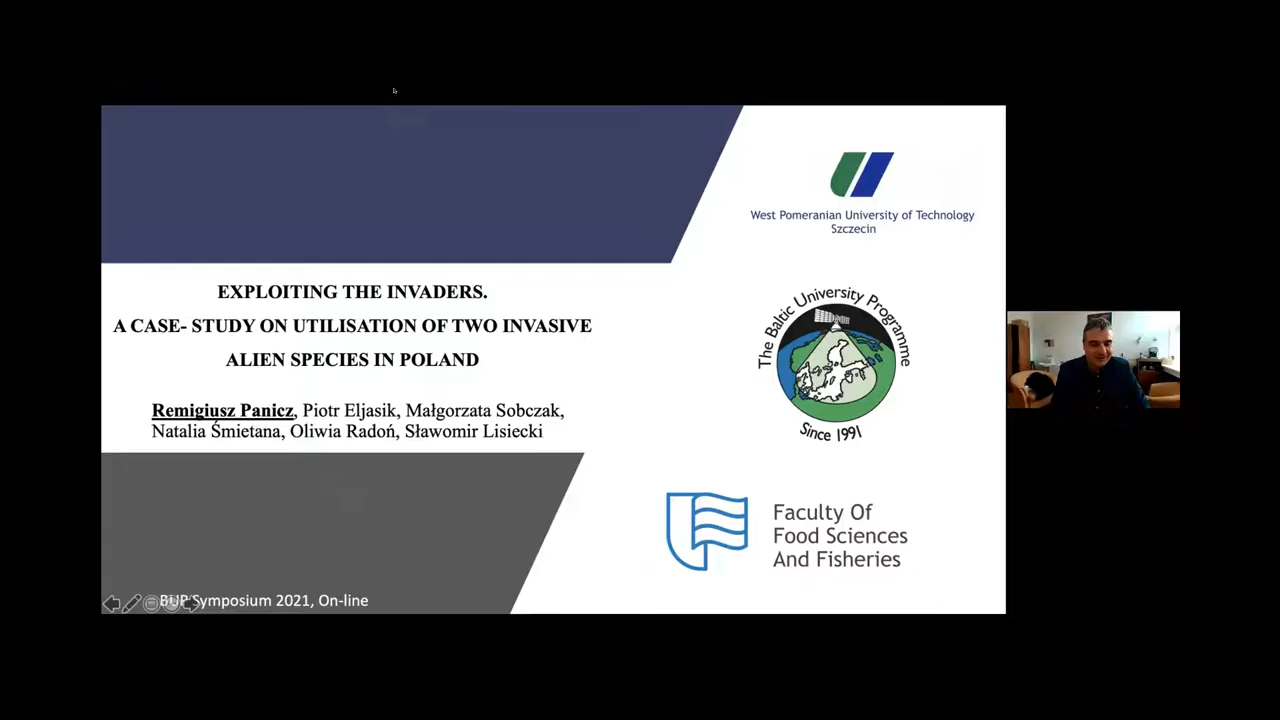 West Pomeranian University of Technology
Szczecin
EXPLOITING THE INVADERS.
A CASE- STUDY ON UTILISATION OF TWO INVASIVE
ALIEN SPECIES IN POLAND
Remigiusz Panicz, Piotr Eljasik, Małgorzata Sobczak,
Natalia Śmietana, Oliwia Radoń, Sławomir Lisiecki
The Baltic University Programme
Since 1991
Faculty Of
Food Sciences
And Fisheries
BUP Symposium 2021, On-line